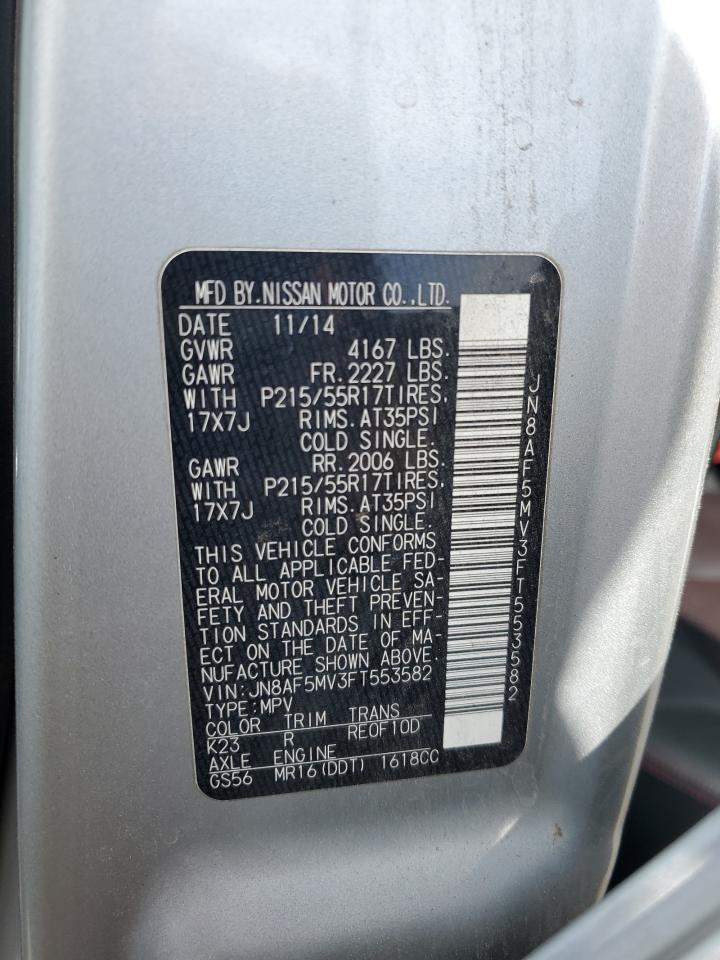 MFD BY.NISSAN MOTOR CO.,LTD.
DATE 11/14
GVWR 4167 LBS.
GAWR FR.2227 LBS.
WITH P215/55R17TIRES.
17X7J RIMS.AT35PSI
COLD SINGLE.
GAWR RR.2006 LBS.
WITH P215/55R17TIRES.
17X7J RIMS.AT35PSI
COLD SINGLE.
THIS VEHICLE CONFORMS
TO ALL APPLICABLE FED-
ERAL MOTOR VEHICLE SA-
FETY AND THEFT PREVEN-
TION STANDARDS IN EFF-
ECT ON THE DATE OF MA-
NUFACTURE SHOWN ABOVE.
VIN:JN8AF5MV3FT553582
TYPE:MPV
COLOR TRIM TRANS
K23 R RE0F10D
AXLE ENGINE
GS56 MR16(DDT) 1618CC
JN8AF5MV3FT553582